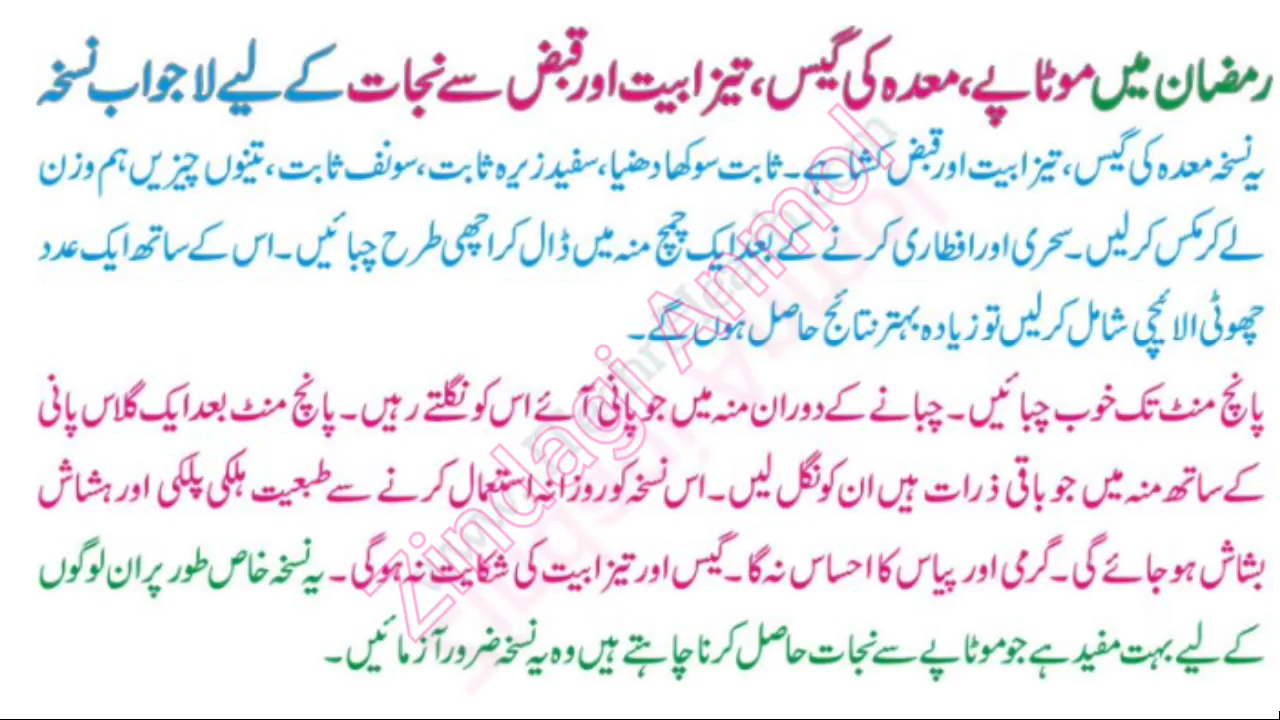 رمضان میں موٹاپے، معدہ کی گیس، تیزابیت اور قبض سے نجات کے لیے لاجواب نسخہ
یہ نسخہ معدہ کی گیس، تیزابیت اور قبض کشا ہے۔ ثابت سوکھا دھنیا، سفید زیرہ ثابت، سونف ثابت، تینوں چیزیں ہم وزن
لے کر مکس کر لیں۔ سحری اور افطاری کرنے کے بعد ایک چمچ منہ میں ڈال کر اچھی طرح چبائیں۔ اس کے ساتھ ایک عدد
چھوٹی الائچی شامل کر لیں تو زیادہ بہتر نتائج حاصل ہوں گے۔
پانچ منٹ تک خوب چبائیں۔ چبانے کے دوران منہ میں جو پانی آئے اس کو نگلتے رہیں۔ پانچ منٹ بعد ایک گلاس پانی
کے ساتھ منہ میں جو باقی ذرات ہیں ان کو نگل لیں۔ اس نسخہ کو روزانہ استعمال کرنے سے طبعیت ہلکی پلکی اور ہشاش
بشاش ہو جائے گی۔ گرمی اور پیاس کا احساس نہ گا۔ گیس اور تیزابیت کی شکایت نہ ہو گی۔ یہ نسخہ خاص طور پر ان لوگوں
کے لیے بہت مفید ہے جو موٹاپے سے نجات حاصل کرنا چاہتے ہیں وہ یہ نسخہ ضرور آزمائیں۔
Zindagi Anmol